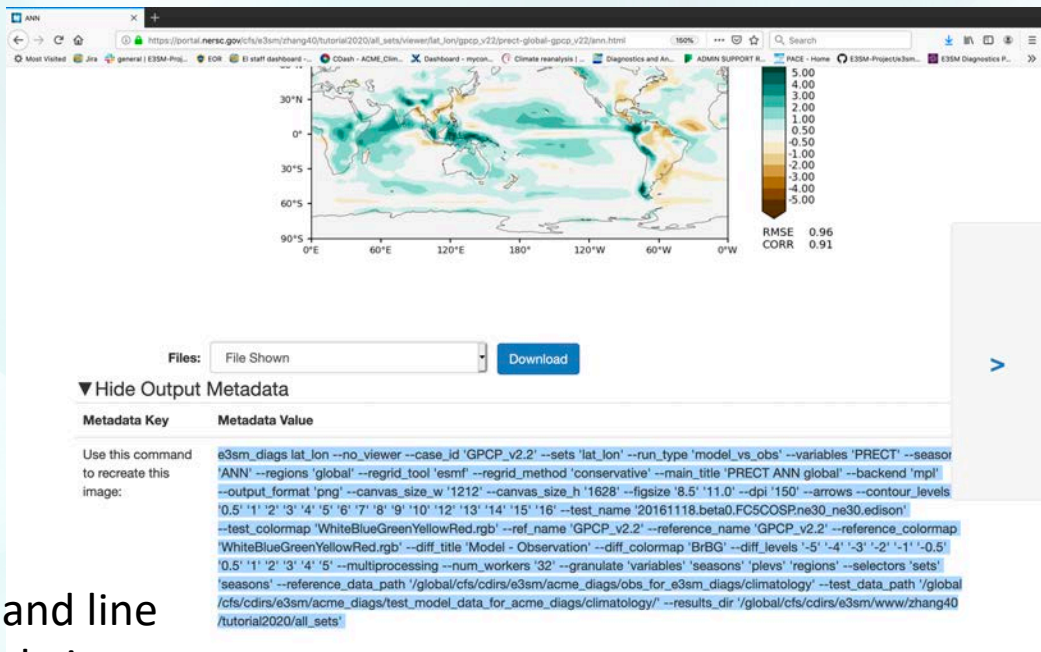 ANN
https://portal.nersc.gov/cfs/e3sm/zhang40/tutorial2020/all_sets/viewer/lat_lon/gpcp_v22/prect-global-gpcp_v22/ann.html
160%
Search
Most Visited Jira general | E3SM-Proj... EOR El staff dashboard -... CDash - ACME_Clim... Dashboard - mycon... Climate reanalysis | ... Diagnostics and An... ADMIN SUPPORT R... PACE - Home E3SM-Project/e3sm... E3SM Diagnostics P...
30°N
0°
30°S
60°S
90°S
0°E 60°E 120°E 180° 120°W 60°W 0°W
5.00
4.00
3.00
2.00
1.00
0.50
-0.50
-1.00
-2.00
-3.00
-4.00
-5.00
RMSE 0.96
CORR 0.91
Files: File Shown Download
>
▼Hide Output Metadata
Metadata Key Metadata Value
Use this command
to recreate this
image:
e3sm_diags lat_lon --no_viewer --case_id 'GPCP_v2.2' --sets 'lat_lon' --run_type 'model_vs_obs' --variables 'PRECT' --season
'ANN' --regions 'global' --regrid_tool 'esmf' --regrid_method 'conservative' --main_title 'PRECT ANN global' --backend 'mpl'
--output_format 'png' --canvas_size_w '1212' --canvas_size_h '1628' --figsize '8.5' '11.0' --dpi '150' --arrows --contour_levels
'0.5' '1' '2' '3' '4' '5' '6' '7' '8' '9' '10' '12' '13' '14' '15' '16' --test_name '20161118.beta0.FC5COSP.ne30_ne30.edison'
--test_colormap 'WhiteBlueGreenYellowRed.rgb' --ref_name 'GPCP_v2.2' --reference_name 'GPCP_v2.2' --reference_colormap
'WhiteBlueGreenYellowRed.rgb' --diff_title 'Model - Observation' --diff_colormap 'BrBG' --diff_levels '-5' '-4' '-3' '-2' '-1' '-0.5'
'0.5' '1' '2' '3' '4' '5' --multiprocessing --num_workers '32' --granulate 'variables' 'seasons' 'plevs' 'regions' --selectors 'sets'
'seasons' --reference_data_path '/global/cfs/cdirs/e3sm/acme_diags/obs_for_e3sm_diags/climatology' --test_data_path '/global
/cfs/cdirs/e3sm/acme_diags/test_model_data_for_acme_diags/climatology/' --results_dir '/global/cfs/cdirs/e3sm/www/zhang40
/tutorial2020/all_sets'
and line